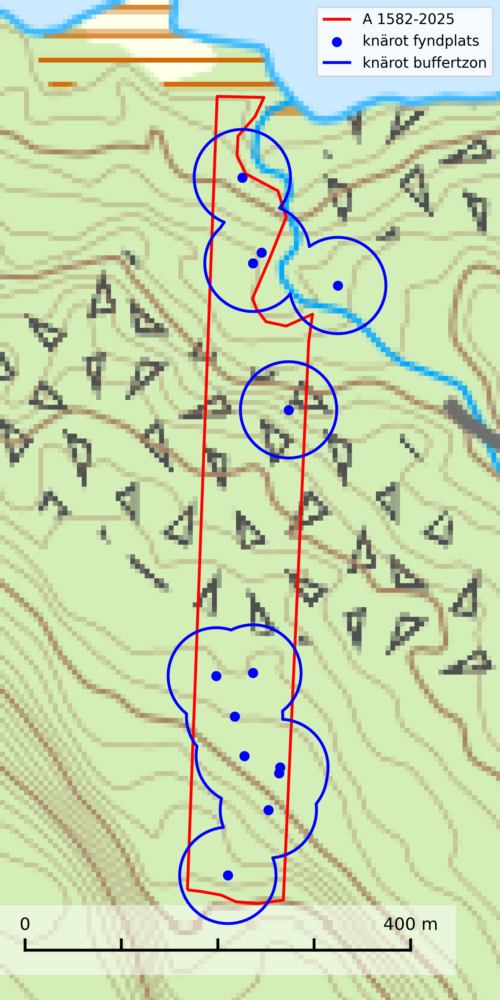 A 1582-2025
knärot fyndplats
knärot buffertzon
0 400 m